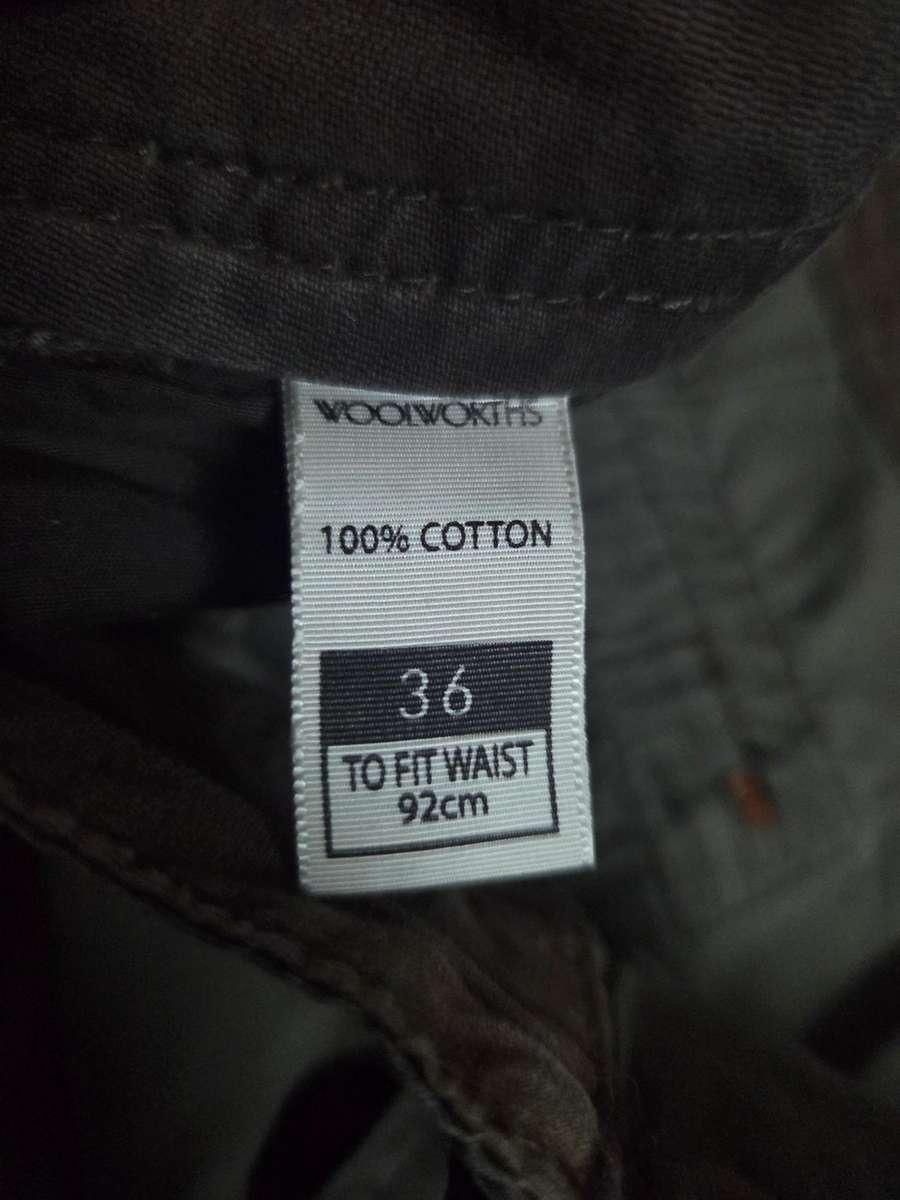 WOOLWORTHS
100% COTTON
36
TO FIT WAIST
92cm